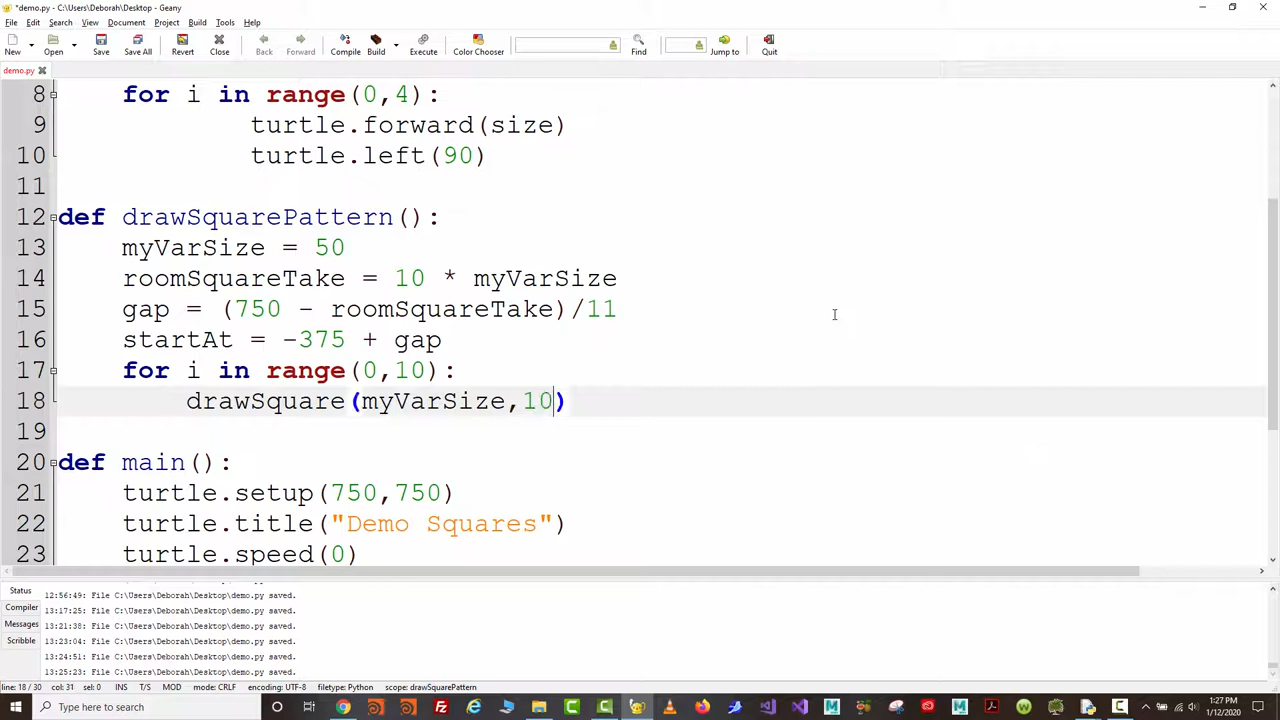 *demo.py - C:\Users\Deborah\Desktop - Geany
File Edit Search View Document Project Build Tools Help
New Open Save Save All Revert Close Back Forward Compile Build Execute Color Chooser Find Jump to Quit
demo.py
8 for i in range(0,4):
9 turtle.forward(size)
10 turtle.left(90)
11
12 def drawSquarePattern():
13 myVarSize = 50
14 roomSquareTake = 10 * myVarSize
15 gap = (750 - roomSquareTake)/11
16 startAt = -375 + gap
17 for i in range(0,10):
18 drawSquare(myVarSize,10)
19
20 def main():
21 turtle.setup(750,750)
22 turtle.title("Demo Squares")
23 turtle.speed(0)
Status
Compiler
Messages
Scribble
12:56:49: File C:\Users\Deborah\Desktop\demo.py saved.
13:17:25: File C:\Users\Deborah\Desktop\demo.py saved.
13:21:38: File C:\Users\Deborah\Desktop\demo.py saved.
13:23:04: File C:\Users\Deborah\Desktop\demo.py saved.
13:24:51: File C:\Users\Deborah\Desktop\demo.py saved.
13:25:23: File C:\Users\Deborah\Desktop\demo.py saved.
line: 18 / 30 col: 31 sel: 0 INS T/S MOD mode: CRLF encoding: UTF-8 filetype: Python scope: drawSquarePattern
Type here to search
1:27 PM
1/12/2020